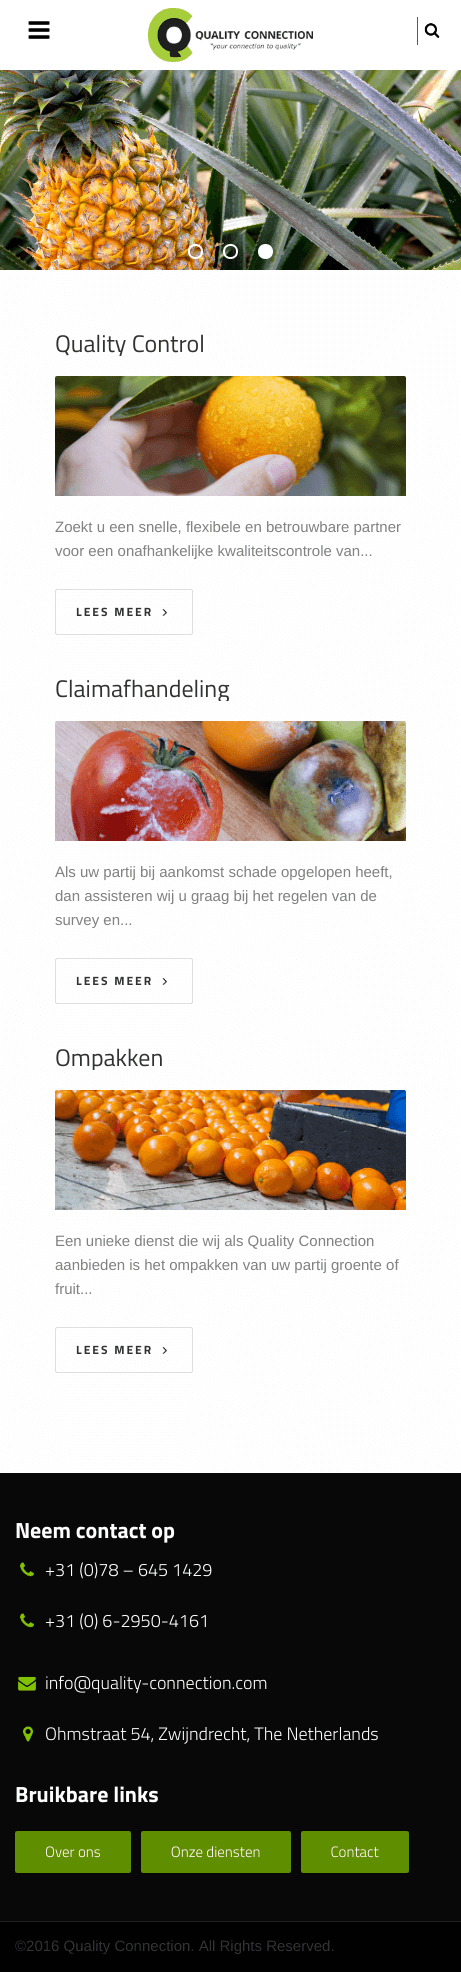 QUALITY CONNECTION
"your connection to quality"
Quality Control
Zoekt u een snelle, flexibele en betrouwbare partner
voor een onafhankelijke kwaliteitscontrole van...
LEES MEER >
Claimafhandeling
Als uw partij bij aankomst schade opgelopen heeft,
dan assisteren wij u graag bij het regelen van de
survey en...
LEES MEER >
Ompakken
Een unieke dienst die wij als Quality Connection
aanbieden is het ompakken van uw partij groente of
fruit...
LEES MEER >
Neem contact op
+31 (0)78 – 645 1429
+31 (0) 6-2950-4161
info@quality-connection.com
Ohmstraat 54, Zwijndrecht, The Netherlands
Bruikbare links
Over ons Onze diensten Contact
©2016 Quality Connection. All Rights Reserved.